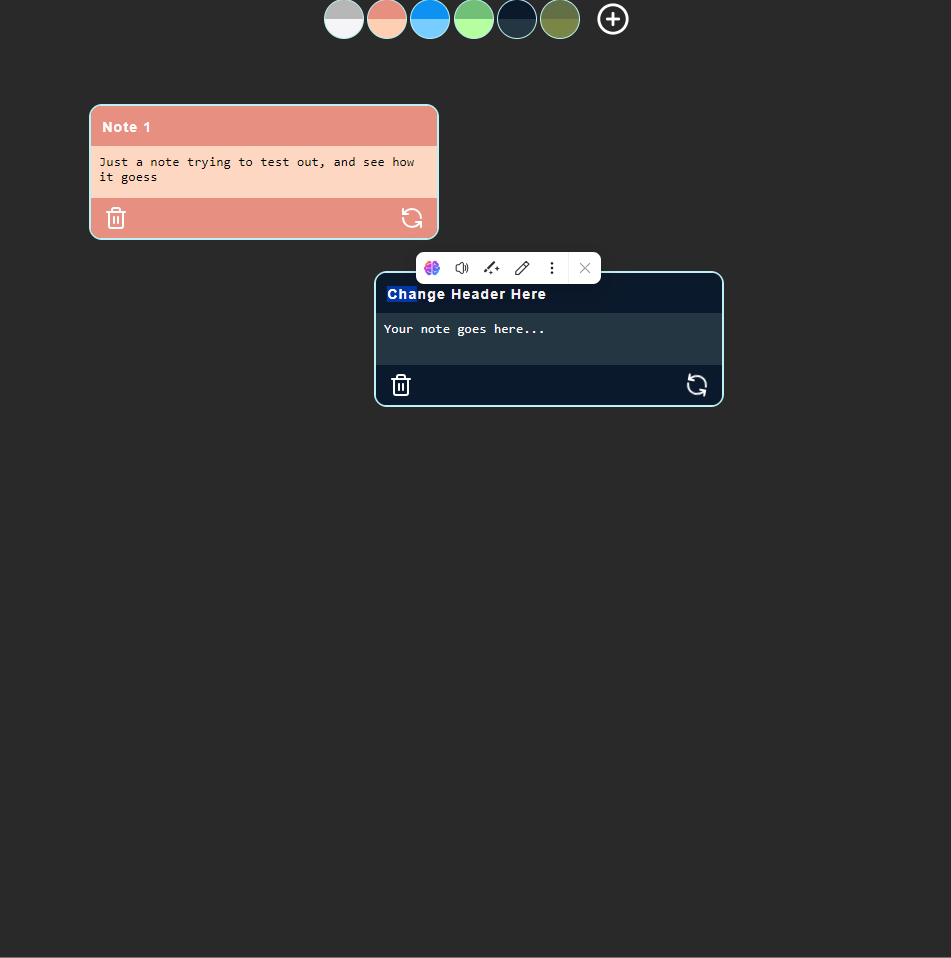 Note 1
Just a note trying to test out, and see how
it goess
Change Header Here
Your note goes here...